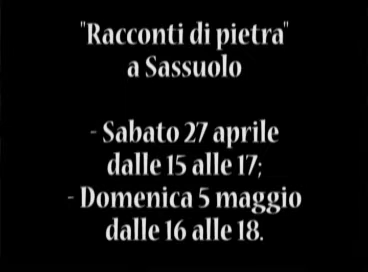 "Racconti di pietra"
a Sassuolo
- Sabato 27 aprile
dalle 15 alle 17;
- Domenica 5 maggio
dalle 16 alle 18.